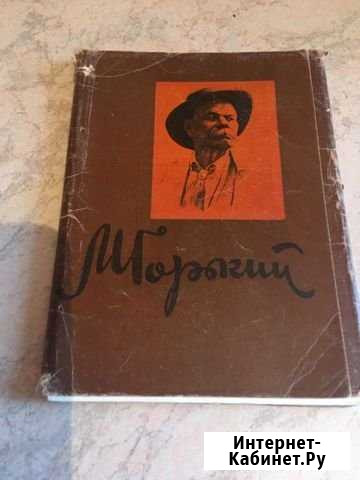 М Горький
Интернет-
Кабинет.Ру